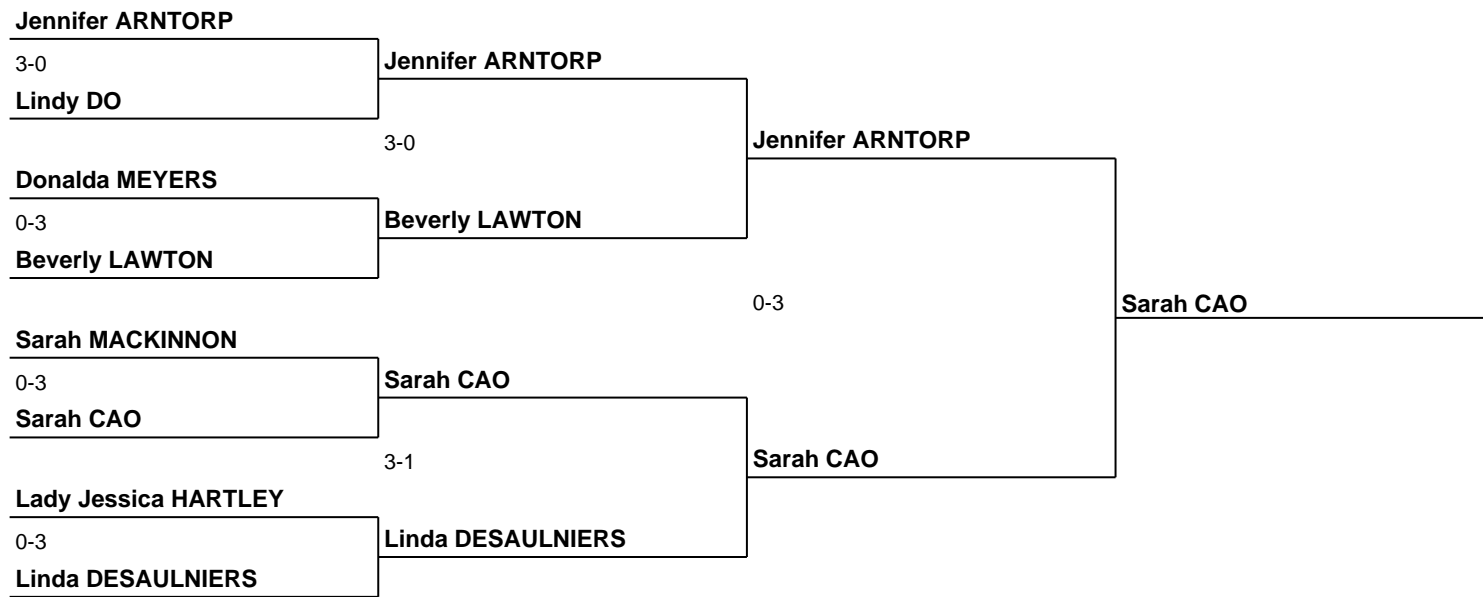 Jennifer ARNTORP
3-0
Lindy DO
Donalda MEYERS
0-3
Beverly LAWTON
Sarah MACKINNON
0-3
Sarah CAO
Lady Jessica HARTLEY
0-3
Linda DESAULNIERS
Jennifer ARNTORP
3-0
Beverly LAWTON
Sarah CAO
3-1
Linda DESAULNIERS
Jennifer ARNTORP
0-3
Sarah CAO
Sarah CAO